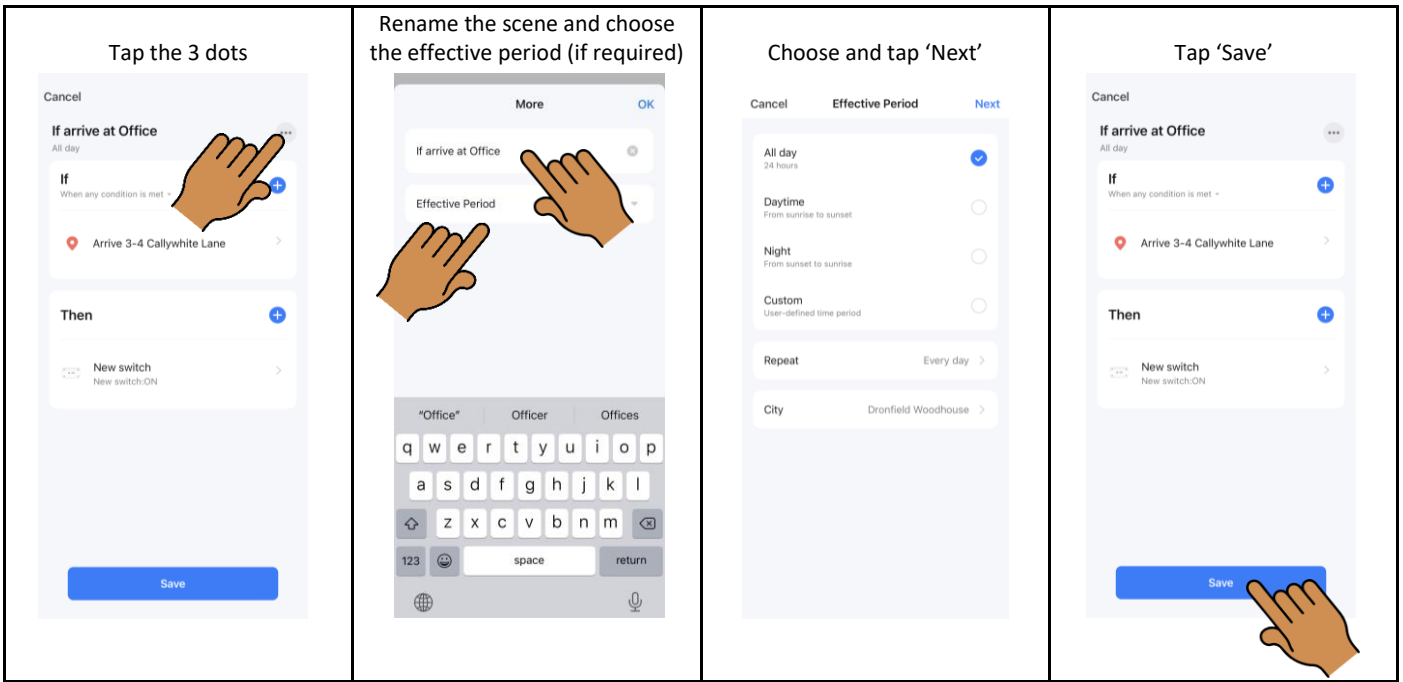 Tap the 3 dots
Cancel
If arrive at Office
All day
If
When any condition is met
Arrive 3-4 Callywhite Lane
Then
New switch
New switch:ON
Save
Rename the scene and choose
the effective period (if required)
More
OK
If arrive at Office
Effective Period
"Office"
Officer
Offices
q w e r t y u i o p
a s d f g h j k l
z x c v b n m
123
space
return
Choose and tap ‘Next’
Cancel
Effective Period
Next
All day
24 hours
Daytime
From sunrise to sunset
Night
From sunset to sunrise
Custom
User-defined time period
Repeat
Every day
City
Dronfield Woodhouse
Tap ‘Save’
Cancel
If arrive at Office
All day
If
When any condition is met
Arrive 3-4 Callywhite Lane
Then
New switch
New switch:ON
Save